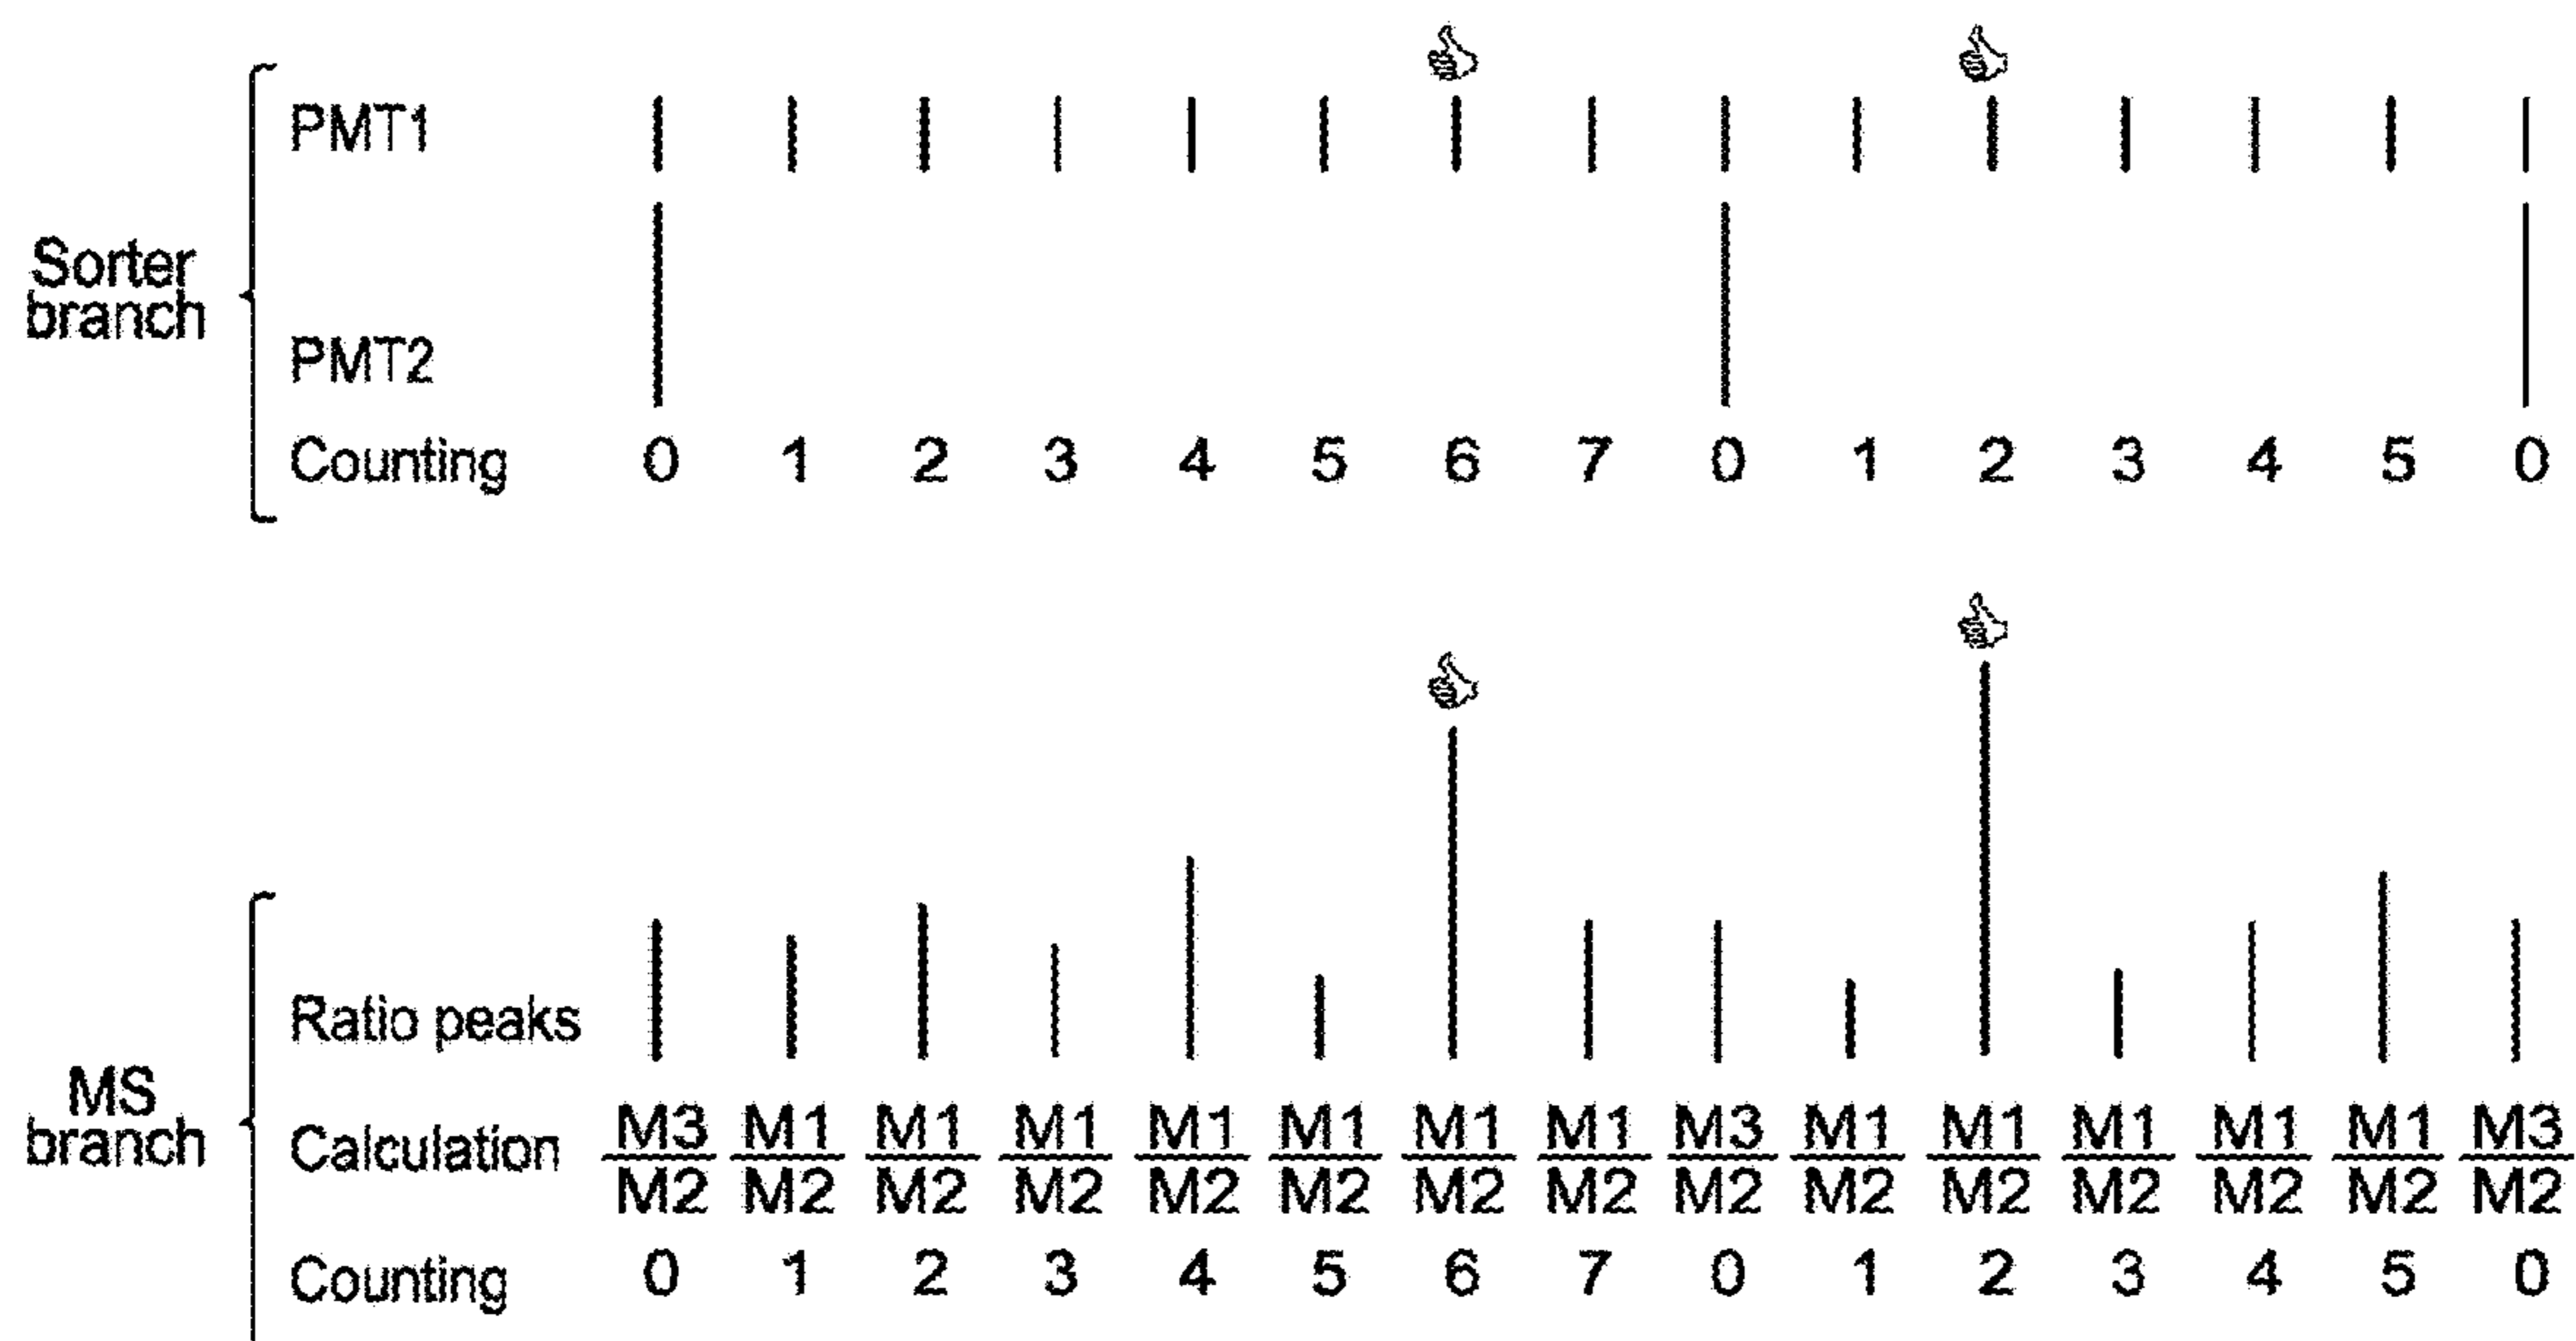 PMT1
Sorter
branch
PMT2
Counting 0 1 2 3 4 5 6 7 0 1 2 3 4 5 0
Ratio peaks
MS
branch
Calculation M3 M1 M1 M1 M1 M1 M1 M1 M3 M1 M1 M1 M1 M1 M3
M2 M2 M2 M2 M2 M2 M2 M2 M2 M2 M2 M2 M2 M2 M2
Counting 0 1 2 3 4 5 6 7 0 1 2 3 4 5 0